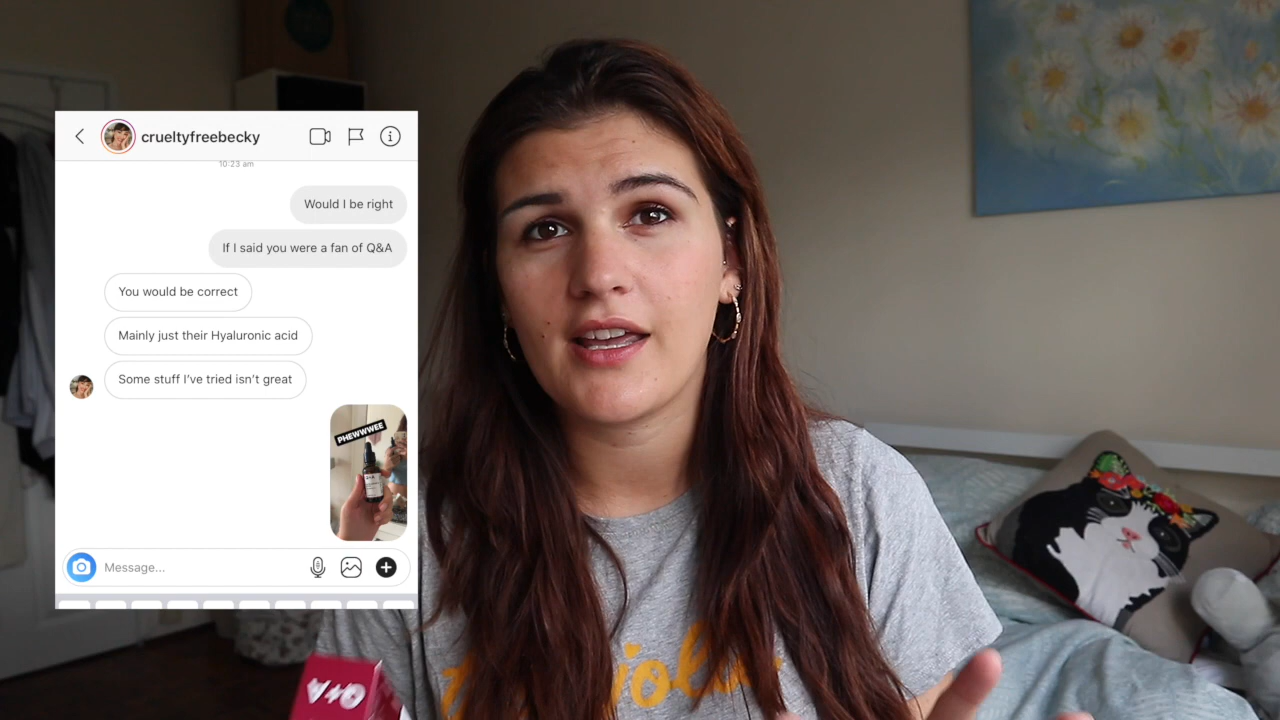 crueltyfreebecky
10:23 am
Would I be right
If I said you were a fan of Q&A
You would be correct
Mainly just their Hyaluronic acid
Some stuff I've tried isn't great
PHEWWWEE
Message...
Q+A